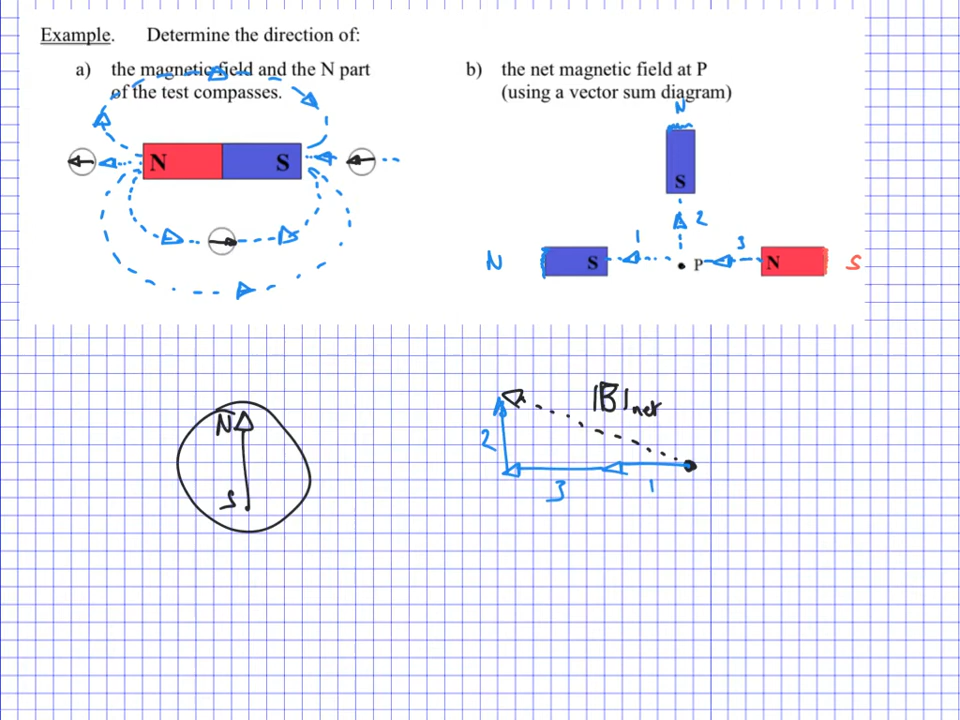 Example. Determine the direction of:
a) the magnetic field and the N part
of the test compasses.
N S
b) the net magnetic field at P
(using a vector sum diagram)
N
S
2
1
3
N S P N S
N
S
|B|net
2
3 1